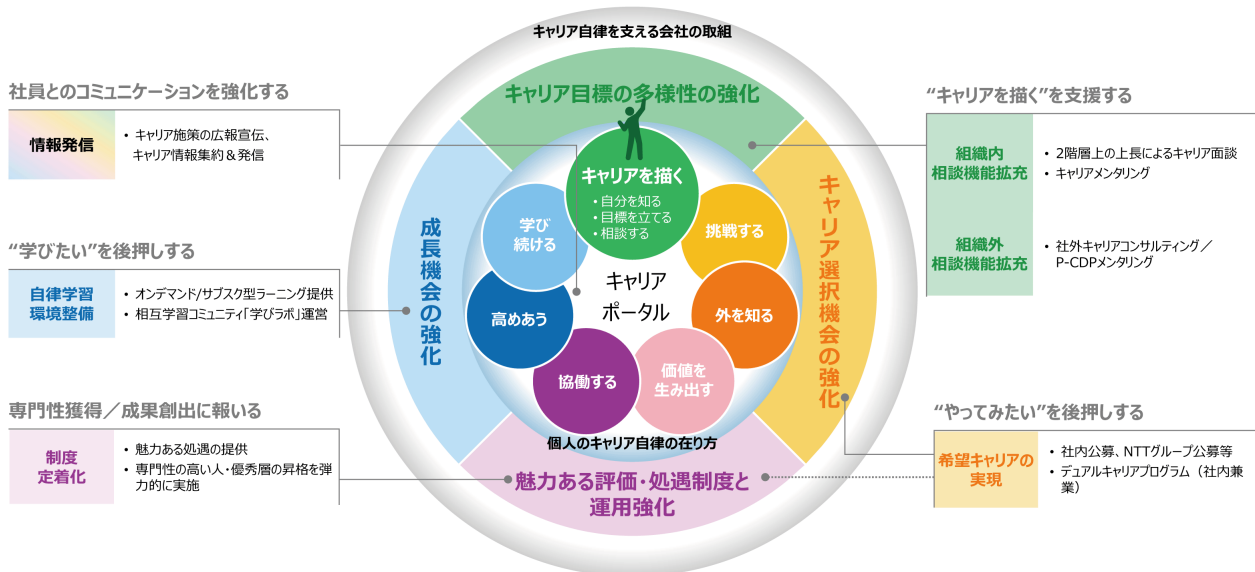 キャリア自律を支える会社の取組
キャリア目標の多様性の強化
社員とのコミュニケーションを強化する
情報発信
• キャリア施策の広報宣伝、
キャリア情報集約＆発信
“学びたい”を後押しする
自律学習
環境整備
• オンデマンド/サブスク型ラーニング提供
• 相互学習コミュニティ「学びラボ」運営
専門性獲得／成果創出に報いる
制度
定着化
• 魅力ある処遇の提供
• 専門性の高い人・優秀層の昇格を弾
力的に実施
成長機会の強化
キャリアを描く
• 自分を知る
• 目標を立てる
• 相談する
学び
続ける
挑戦する
高めあう
キャリア
ポータル
外を知る
協働する
価値を
生み出す
個人のキャリア自律の在り方
魅力ある評価・処遇制度と
運用強化
キャリア選択機会の強化
“キャリアを描く”を支援する
組織内
相談機能拡充
• 2階層上の上長によるキャリア面談
• キャリアメンタリング
組織外
相談機能拡充
• 社外キャリアコンサルティング／
P-CDPメンタリング
“やってみたい”を後押しする
希望キャリアの
実現
• 社内公募、NTTグループ公募等
• デュアルキャリアプログラム（社内兼
業）